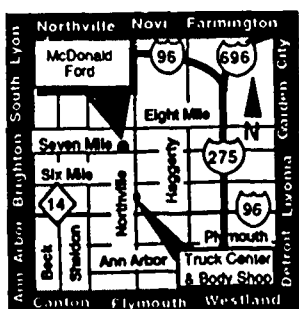 Northville Novi Farmington
South Lyon
Garden City
McDonald
Ford
96
696
Eight Mile
N
Seven Mile
275
Six Mile
Haggerty
Brighton
Livonia
14
Northville
96
Beck
Sheldon
Plymouth
Ann Arbor
Truck Center
& Body Shop
Ann Arbor
Detroit
Canton Plymouth Westland